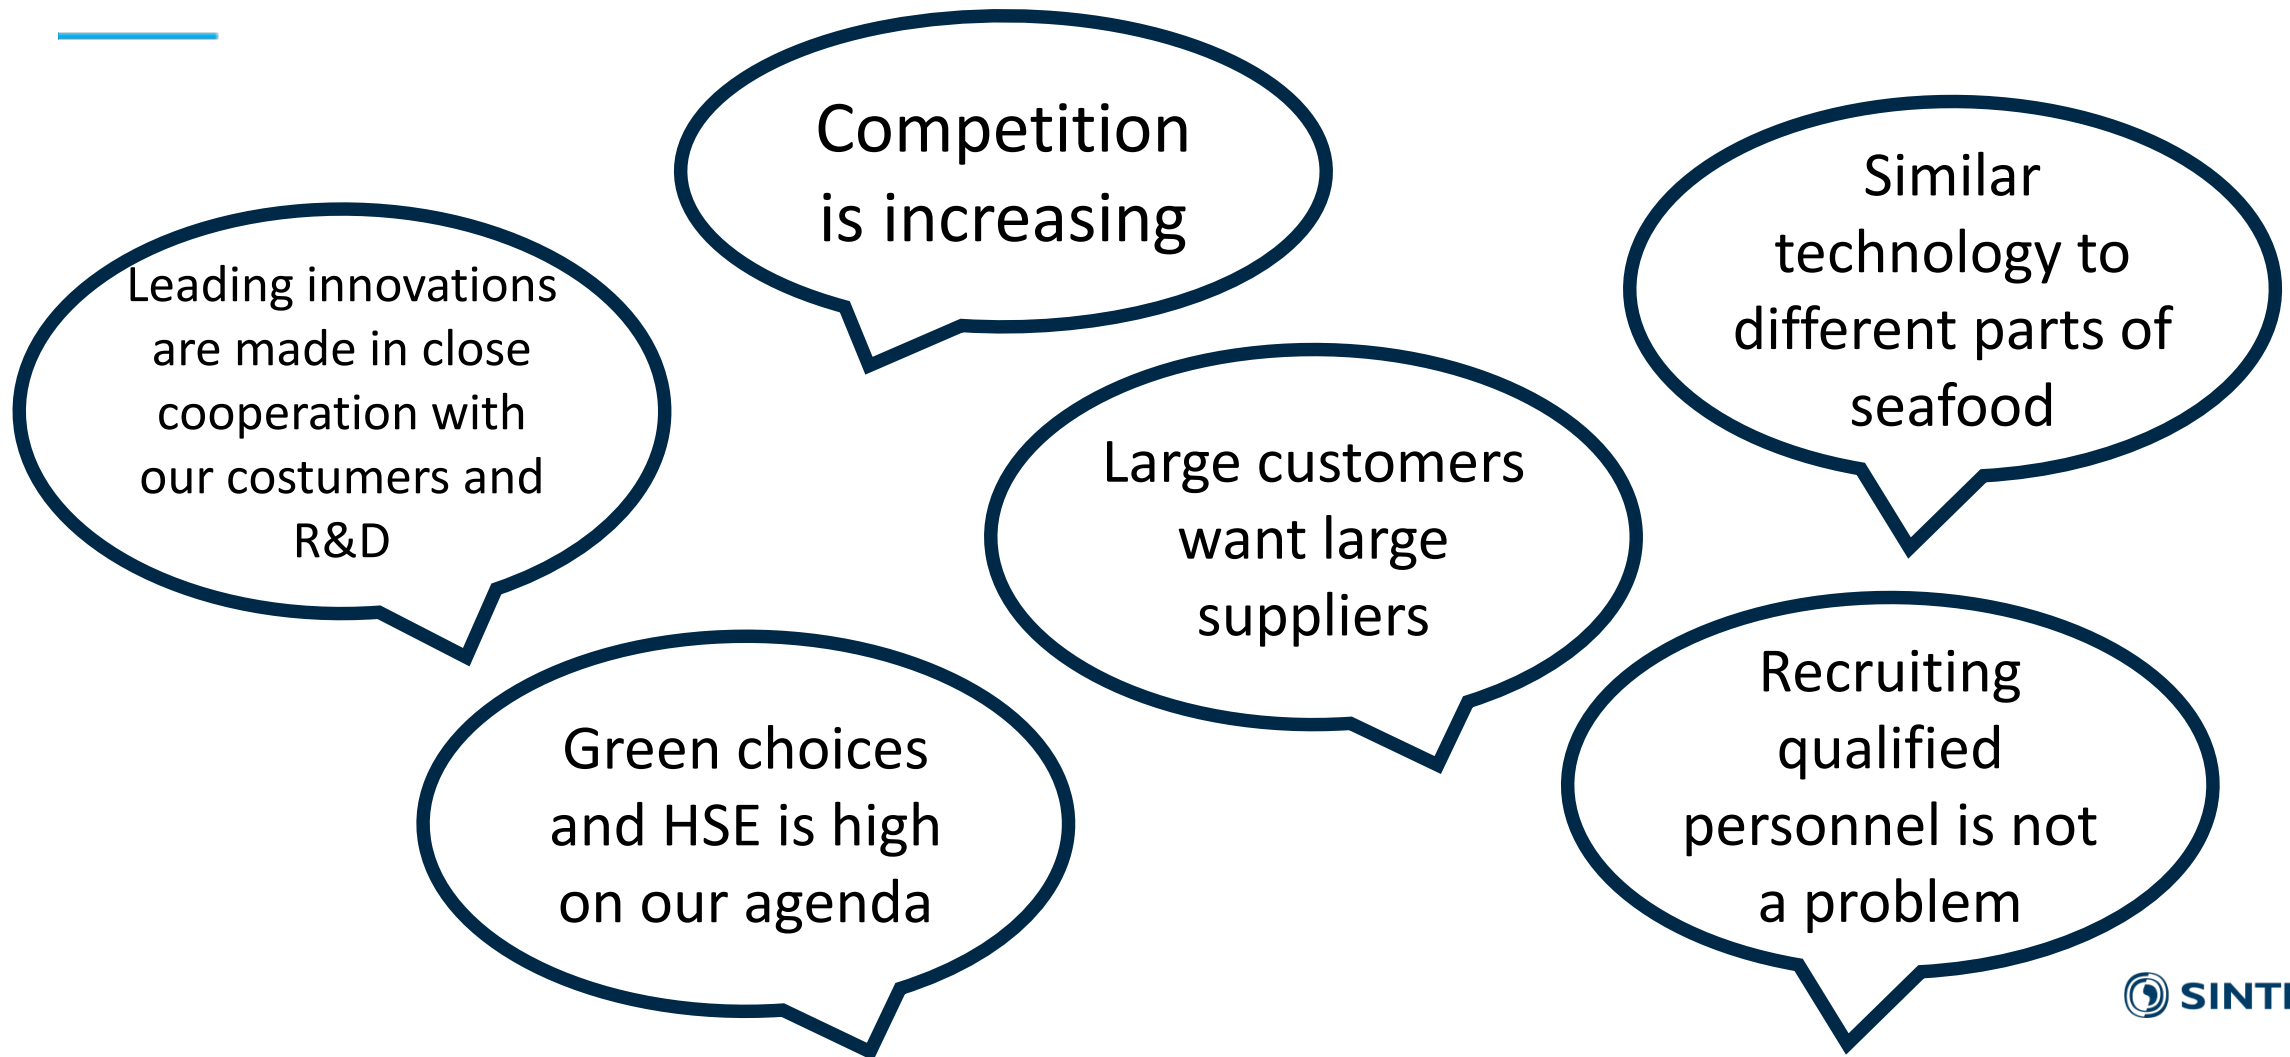 Competition
is increasing
Similar
technology to
different parts of
seafood
Leading innovations
are made in close
cooperation with
our costumers and
R&D
Large customers
want large
suppliers
Green choices
and HSE is high
on our agenda
Recruiting
qualified
personnel is not
a problem